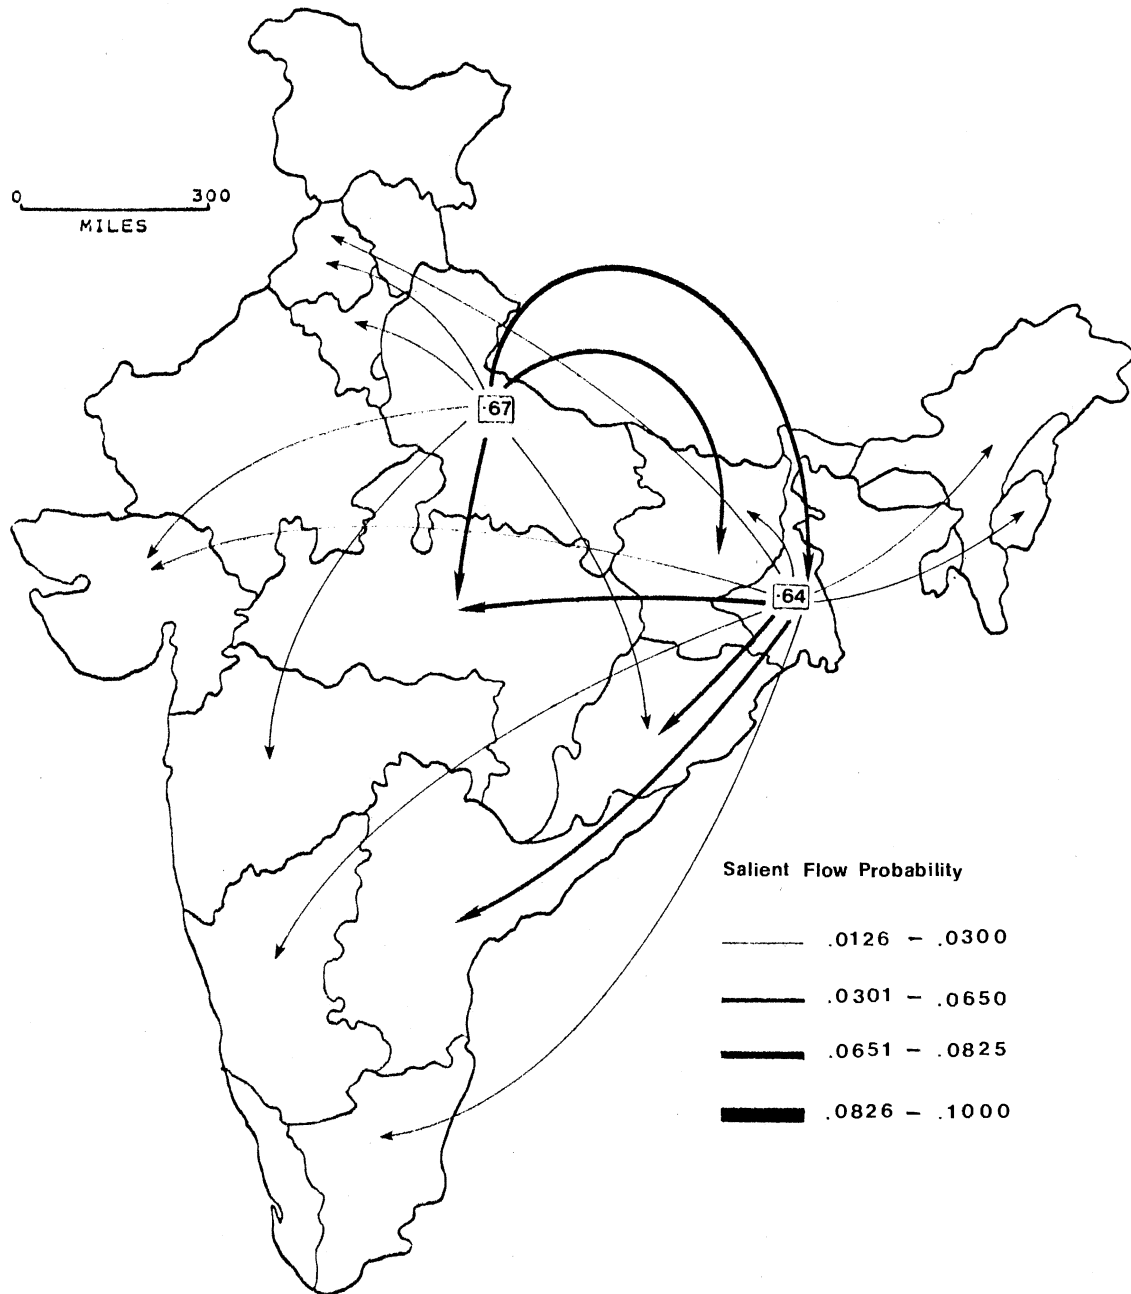 0 300
MILES
.67
.64
Salient Flow Probability
.0126 – .0300
.0301 – .0650
.0651 – .0825
.0826 – .1000